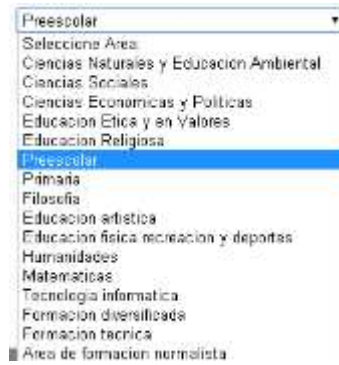 Preescolar
Seleccione Area
Ciencias Naturales y Educacion Ambiental
Ciencias Sociales
Ciencias Economicas y Politicas
Educacion Etica y en Valores
Educacion Religiosa
Preescolar
Primaria
Filosofia
Educacion artistica
Educacion fisica recreacion y deportes
Humanidades
Matematicas
Tecnologia informatica
Formacion diversificada
Formacion tecnica
Area de formacion normalista